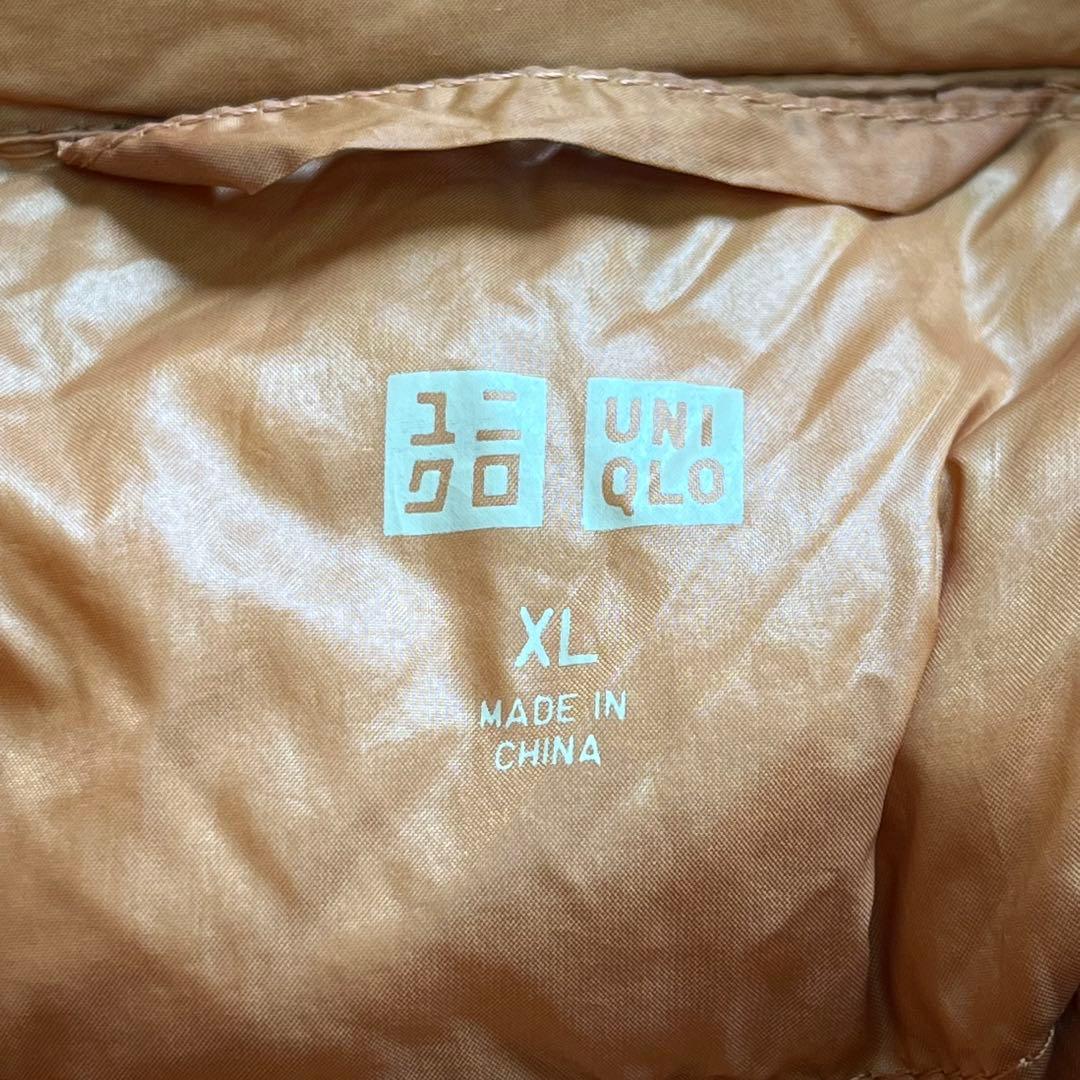 ユニ
クロ
UNI
QLO
XL
MADE IN
CHINA